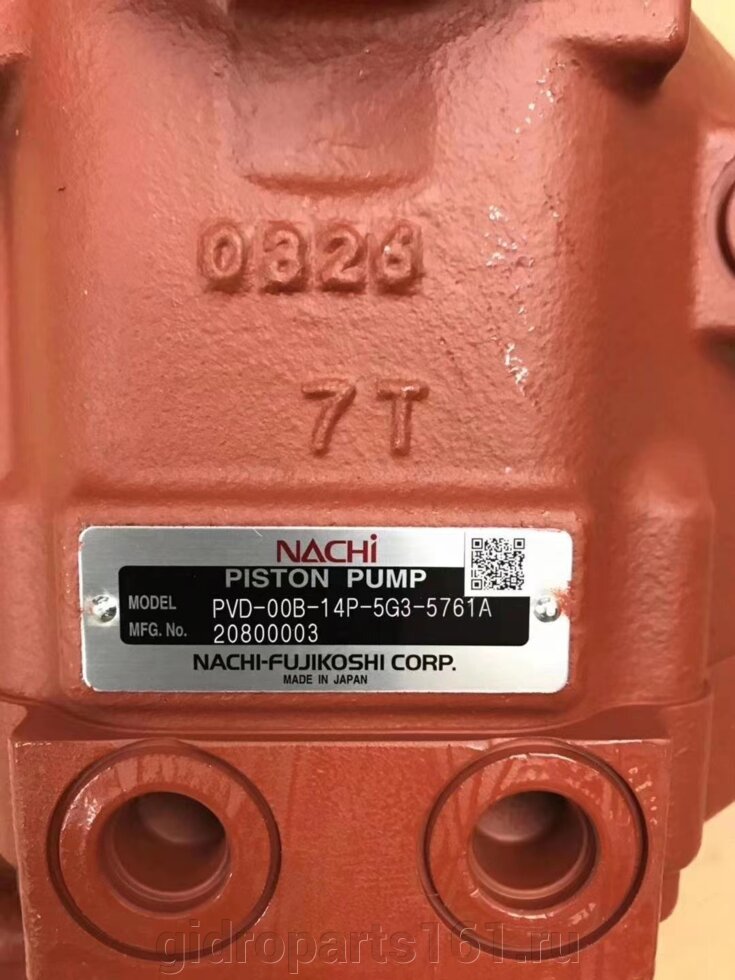 0326
7T
NACHi
PISTON PUMP
MODEL PVD-00B-14P-5G3-5761A
MFG. No. 20800003
NACHI-FUJIKOSHI CORP.
MADE IN JAPAN
gidroparts161.ru